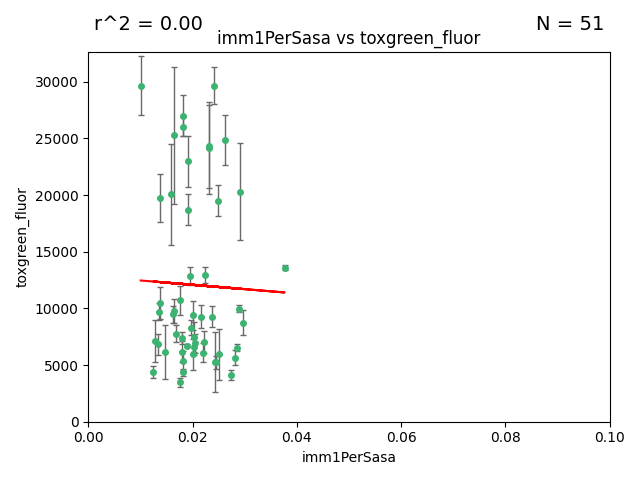 r^2 = 0.00
N = 51
imm1PerSasa vs toxgreen_fluor
30000
25000
20000
15000
10000
5000
0
toxgreen_fluor
0.00
0.02
0.04
0.06
0.08
0.10
imm1PerSasa